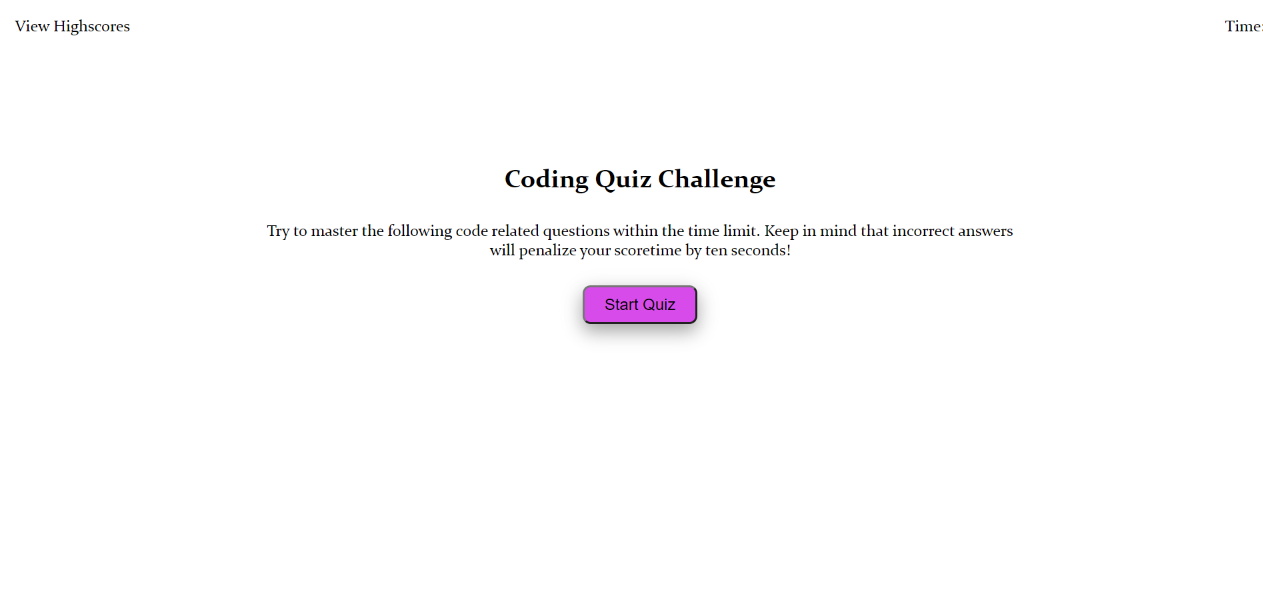 View Highscores
Time:
Coding Quiz Challenge
Try to master the following code related questions within the time limit. Keep in mind that incorrect answers
will penalize your scoretime by ten seconds!
Start Quiz